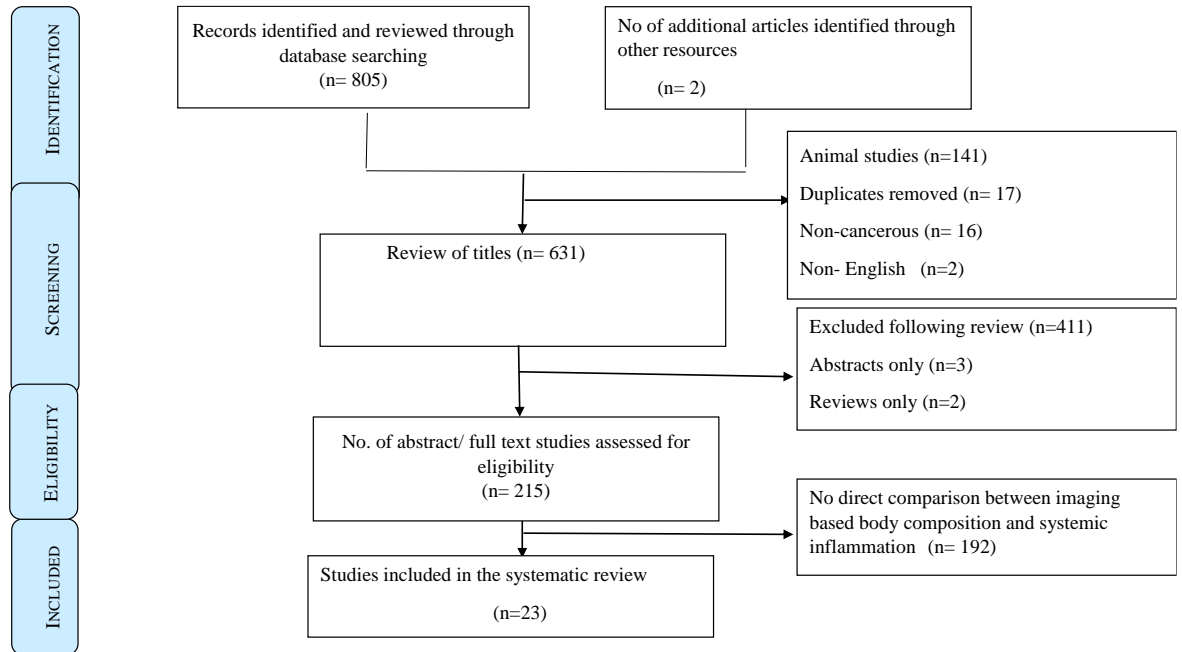 IDENTIFICATION
Records identified and reviewed through
database searching
(n= 805)
No of additional articles identified through
other resources
(n= 2)
Animal studies (n=141)
Duplicates removed (n= 17)
Non-cancerous (n= 16)
Non- English (n=2)
SCREENING
Review of titles (n= 631)
Excluded following review (n=411)
Abstracts only (n=3)
Reviews only (n=2)
ELIGIBILITY
No. of abstract/ full text studies assessed for
eligibility
(n= 215)
No direct comparison between imaging
based body composition and systemic
inflammation (n= 192)
INCLUDED
Studies included in the systematic review
(n=23)